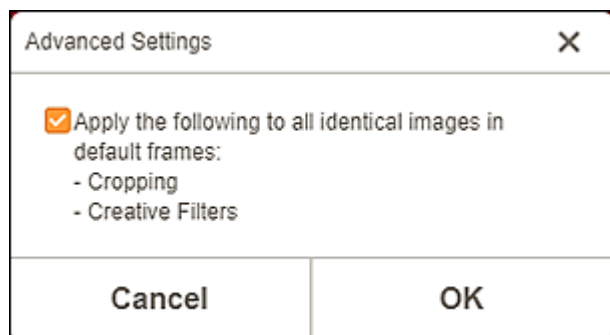 Advanced Settings
Apply the following to all identical images in
default frames:
- Cropping
- Creative Filters
Cancel
OK